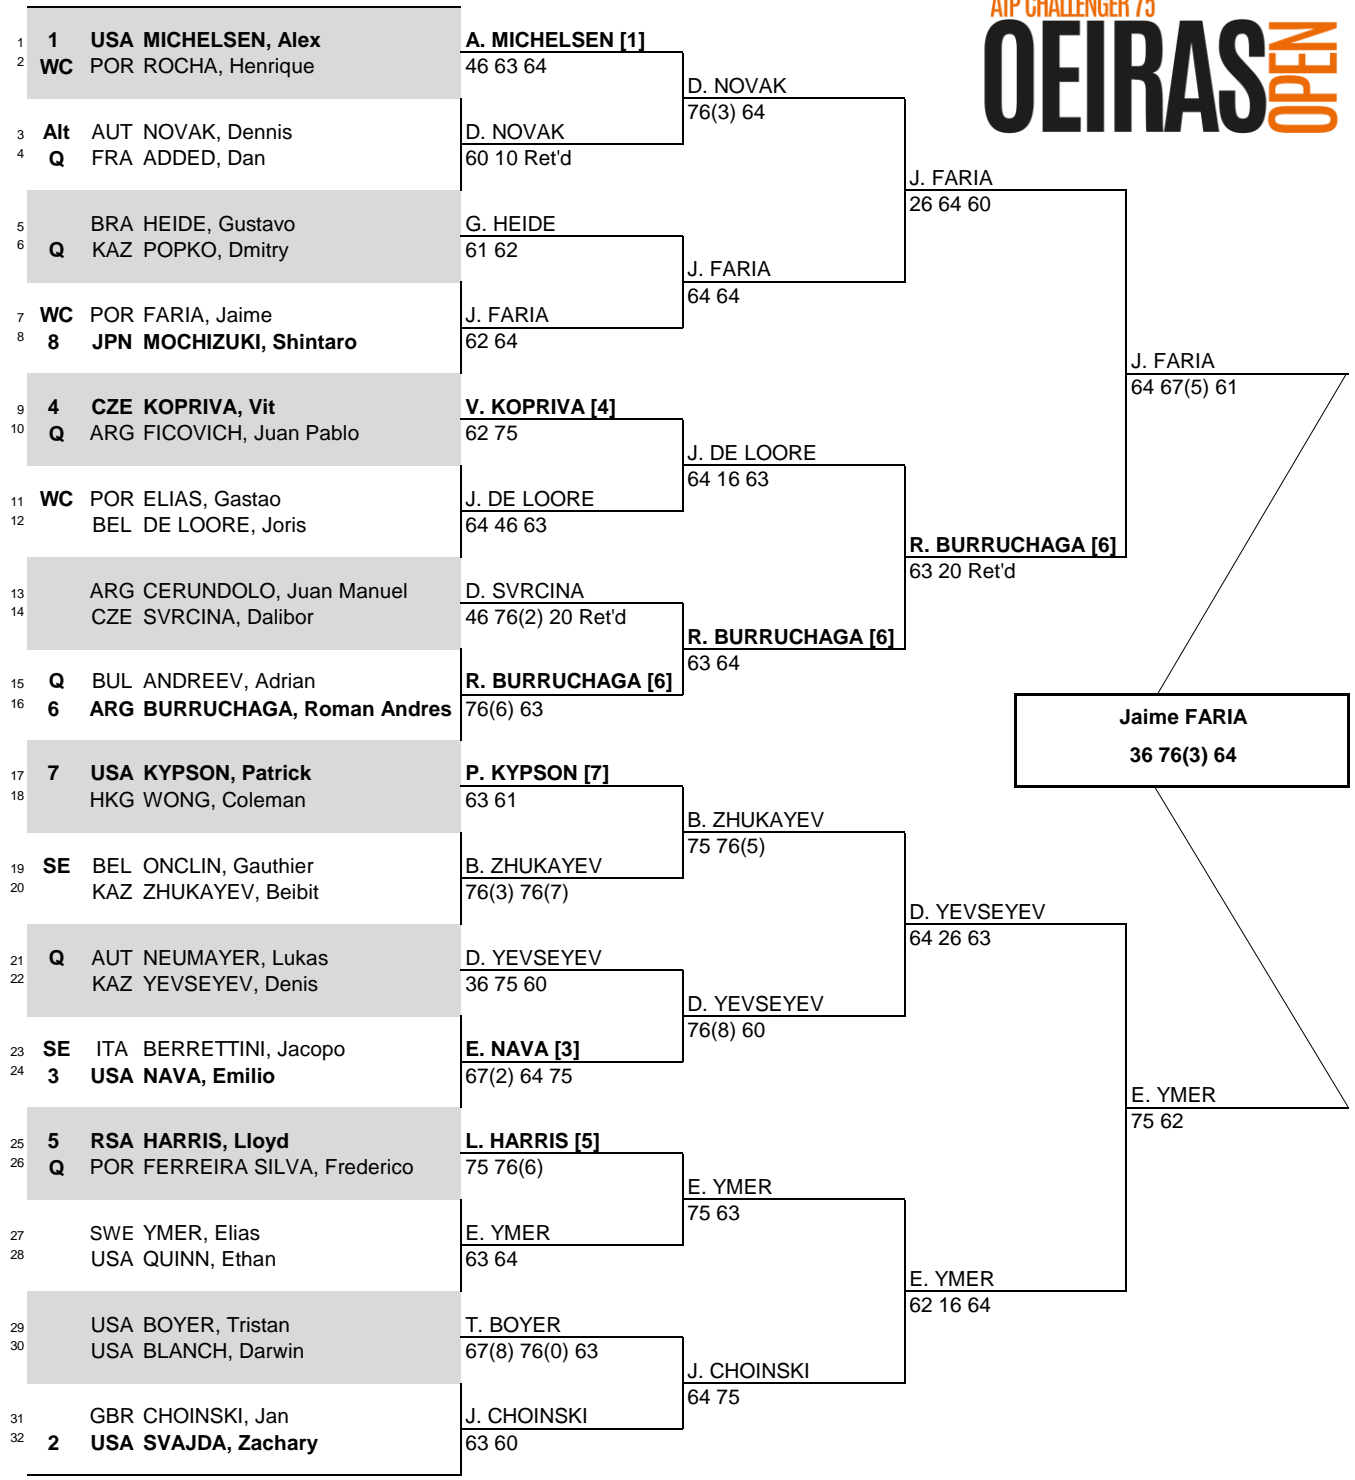 ATP CHALLENGER 75
OEIRAS OPEN
1 1 USA MICHELSEN, Alex
2 WC POR ROCHA, Henrique
3 Alt AUT NOVAK, Dennis
4 Q FRA ADDED, Dan
5 BRA HEIDE, Gustavo
6 Q KAZ POPKO, Dmitry
7 WC POR FARIA, Jaime
8 8 JPN MOCHIZUKI, Shintaro
9 4 CZE KOPRIVA, Vit
10 Q ARG FICOVICH, Juan Pablo
11 WC POR ELIAS, Gastao
12 BEL DE LOORE, Joris
13 ARG CERUNDOLO, Juan Manuel
14 CZE SVRCINA, Dalibor
15 Q BUL ANDREEV, Adrian
16 6 ARG BURRUCHAGA, Roman Andres
17 7 USA KYPSON, Patrick
18 HKG WONG, Coleman
19 SE BEL ONCLIN, Gauthier
20 KAZ ZHUKAYEV, Beibit
21 Q AUT NEUMAYER, Lukas
22 KAZ YEVSEYEV, Denis
23 SE ITA BERRETTINI, Jacopo
24 3 USA NAVA, Emilio
25 5 RSA HARRIS, Lloyd
26 Q POR FERREIRA SILVA, Frederico
27 SWE YMER, Elias
28 USA QUINN, Ethan
29 USA BOYER, Tristan
30 USA BLANCH, Darwin
31 GBR CHOINSKI, Jan
32 2 USA SVAJDA, Zachary
A. MICHELSEN [1]
46 63 64
D. NOVAK
60 10 Ret'd
G. HEIDE
61 62
J. FARIA
62 64
V. KOPRIVA [4]
62 75
J. DE LOORE
64 46 63
D. SVRCINA
46 76(2) 20 Ret'd
R. BURRUCHAGA [6]
76(6) 63
P. KYPSON [7]
63 61
B. ZHUKAYEV
76(3) 76(7)
D. YEVSEYEV
36 75 60
E. NAVA [3]
67(2) 64 75
L. HARRIS [5]
75 76(6)
E. YMER
63 64
T. BOYER
67(8) 76(0) 63
J. CHOINSKI
63 60
D. NOVAK
76(3) 64
J. FARIA
64 64
J. DE LOORE
64 16 63
R. BURRUCHAGA [6]
63 64
B. ZHUKAYEV
75 76(5)
D. YEVSEYEV
76(8) 60
E. YMER
75 63
J. CHOINSKI
64 75
J. FARIA
26 64 60
R. BURRUCHAGA [6]
63 20 Ret'd
D. YEVSEYEV
64 26 63
E. YMER
62 16 64
J. FARIA
64 67(5) 61
E. YMER
75 62
Jaime FARIA
36 76(3) 64